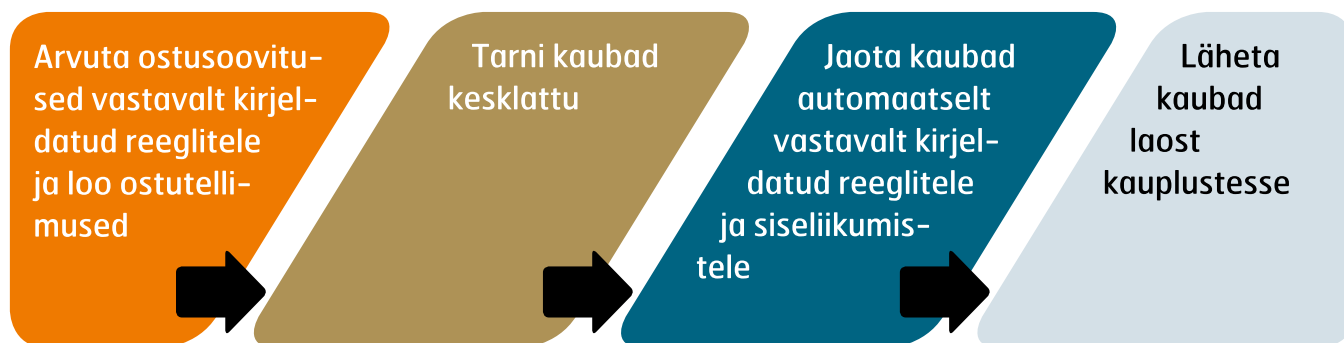 Arvuta ostusoovitu-
sed vastavalt kirjel-
datud reeglitele
ja loo ostutelli-
mused
Tarni kaubad
kesklattu
Jaota kaubad
automaatselt
vastavalt kirjel-
datud reeglitele
ja siseliikumis-
tele
Läheta
kaubad
laost
kauplustesse